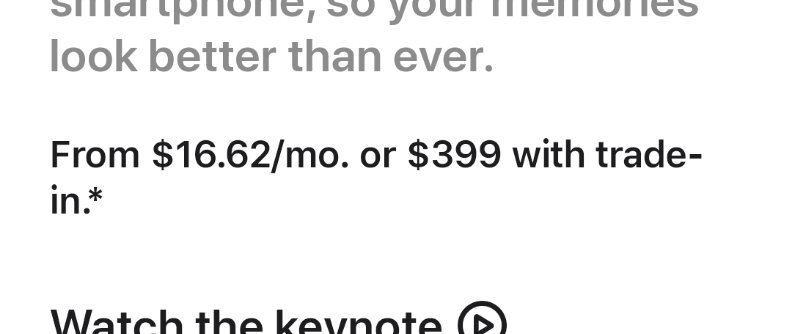 smartphone, so your memories
look better than ever.
From $16.62/mo. or $399 with trade-
in.*
Watch the keynote